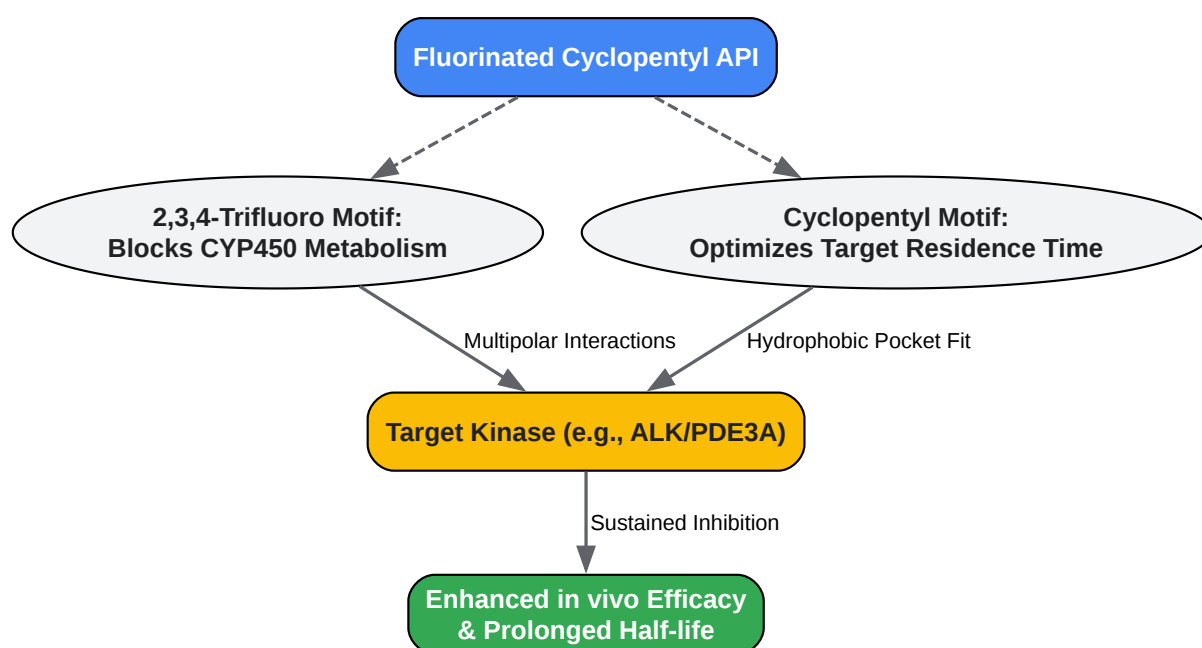 Fluorinated Cyclopentyl API
2,3,4-Trifluoro Motif:
Blocks CYP450 Metabolism
Cyclopentyl Motif:
Optimizes Target Residence Time
Multipolar Interactions
Hydrophobic Pocket Fit
Target Kinase (e.g., ALK/PDE3A)
Sustained Inhibition
Enhanced in vivo Efficacy
& Prolonged Half-life